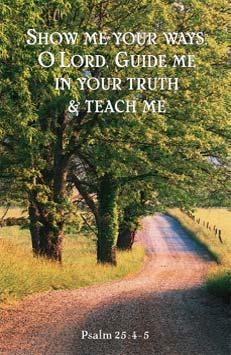 Show me your ways,
O Lord, Guide me
in your truth
& teach me
Psalm 25:4-5